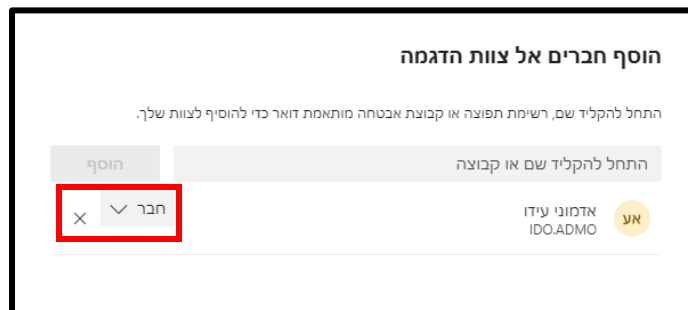 הוסף חברים אל צוות הדגמה
התחל להקליד שם, רשימת תפוצה או קבוצת אבטחה מותאמת דואר כדי להוסיף לצוות שלך.
התחל להקליד שם או קבוצה הוסף
אע אדמוני עידו חבר
IDO.ADMO